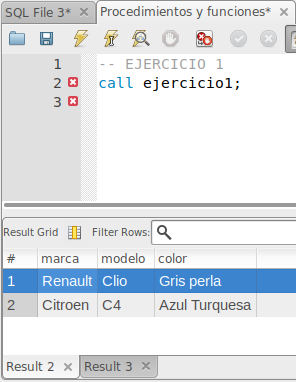 SQL File 3* Procedimientos y funciones*
1 -- EJERCICIO 1
2 call ejercicio1;
3
Result Grid Filter Rows:
# marca modelo color
1 Renault Clio Gris perla
2 Citroen C4 Azul Turquesa
Result 2 Result 3